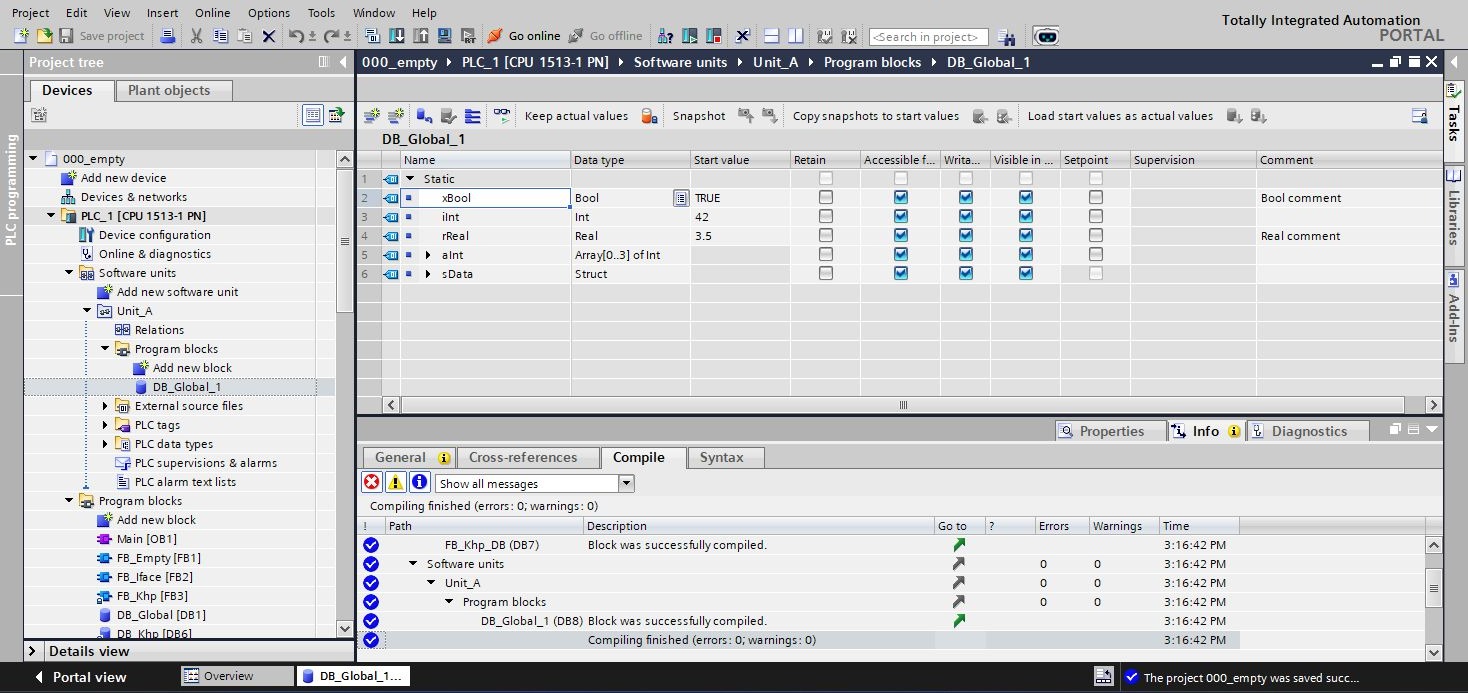 Project Edit View Insert Online Options Tools Window Help
Totally Integrated Automation
PORTAL
Save project Go online Go offline <Search in project>
Project tree
000_empty PLC_1 [CPU 1513-1 PN] Software units Unit_A Program blocks DB_Global_1
Devices Plant objects
PLC programming
000_empty
Add new device
Devices & networks
PLC_1 [CPU 1513-1 PN]
Device configuration
Online & diagnostics
Software units
Add new software unit
Unit_A
Relations
Program blocks
Add new block
DB_Global_1
External source files
PLC tags
PLC data types
PLC supervisions & alarms
PLC alarm text lists
Program blocks
Add new block
Main [OB1]
FB_Empty [FB1]
FB_Iface [FB2]
FB_Khp [FB3]
DB_Global [DB1]
DB_Khp [DB6]
Details view
Keep actual values Snapshot Copy snapshots to start values Load start values as actual values
DB_Global_1
Name Data type Start value Retain Accessible f... Writa... Visible in ... Setpoint Supervision Comment
1 Static
2 xBool Bool TRUE Bool comment
3 iInt Int 42
4 rReal Real 3.5 Real comment
5 aInt Array[0..3] of Int
6 sData Struct
Tasks
Libraries
Add-Ins
Properties Info Diagnostics
General Cross-references Compile Syntax
Show all messages
Compiling finished (errors: 0; warnings: 0)
! Path Description Go to ? Errors Warnings Time
FB_Khp_DB (DB7) Block was successfully compiled. 3:16:42 PM
Software units 0 0 3:16:42 PM
Unit_A 0 0 3:16:42 PM
Program blocks 0 0 3:16:42 PM
DB_Global_1 (DB8) Block was successfully compiled. 3:16:42 PM
Compiling finished (errors: 0; warnings: 0) 3:16:42 PM
Portal view Overview DB_Global_1... The project 000_empty was saved succ...